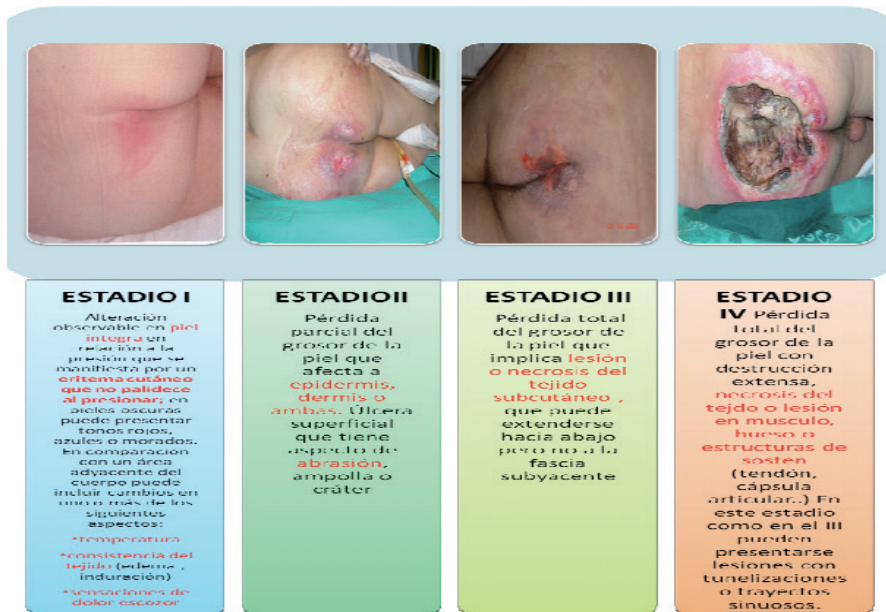 ESTADIO I
Alteración
observable en piel
integra en
relación a la
presión que se
manifiesta por un
eritema cutáneo
que no palidece
al presionar; en
pieles oscuras
puede presentar
tonos rojos,
azules o morados.
En comparación
con un área
adyacente del
cuerpo puede
incluir cambios en
uno o más de los
siguientes
aspectos:
*temperatura
*consistencia del
tejido (edema ,
induración)
*sensaciones de
dolor escozor
ESTADIO II
Pérdida
parcial del
grosor de la
piel que
afecta a
epidermis,
dermis o
ambas. Úlcera
superficial
que tiene
aspecto de
abrasión,
ampolla o
cráter
ESTADIO III
Pérdida total
del grosor de
la piel que
implica lesión
o necrosis del
tejido
subcutáneo ,
que puede
extenderse
hacia abajo
pero no a la
fascia
subyacente
ESTADIO
IV Pérdida
total del
grosor de la
piel con
destrucción
extensa,
necrosis del
tejdo o lesión
en musculo,
hueso o
estructuras de
sosten
(tendón,
cápsula
articular..) En
este estadio
como en el III
pueden
presentarse
lesiones con
tunelizaciones
o trayectos
sinuosos.